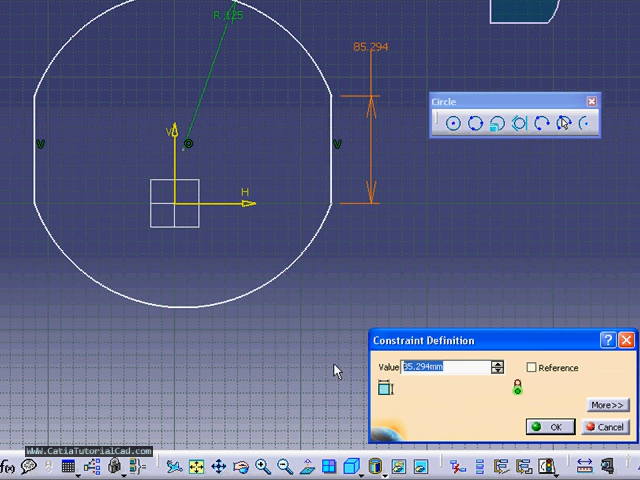 R 125
85.294
Circle
V
V
V
H
Constraint Definition
Value 85.294mm
Reference
More>>
OK
Cancel
www.CatiaTutorialCad.com
f(x)